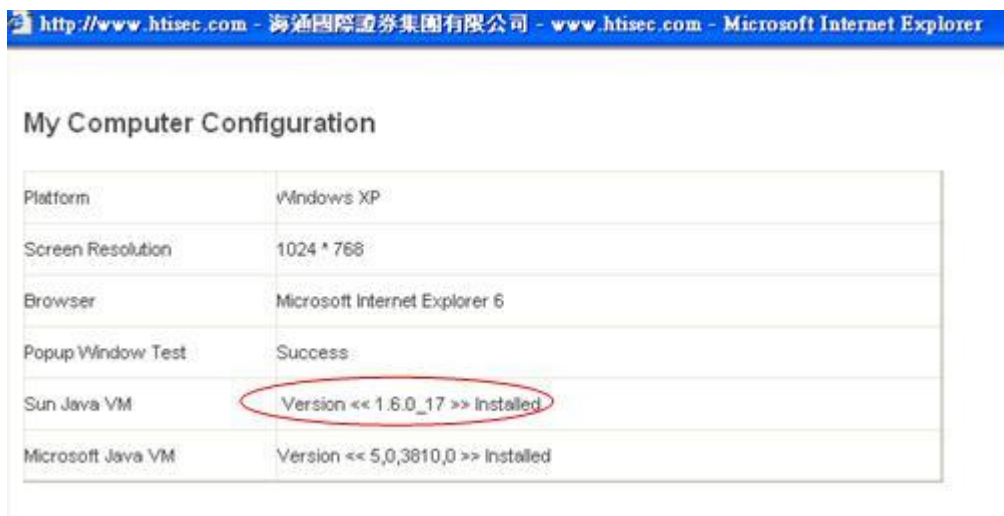 http://www.htisec.com - 海通國際證券集團有限公司 - www.htisec.com - Microsoft Internet Explorer
My Computer Configuration
Platform Windows XP
Screen Resolution 1024 * 768
Browser Microsoft Internet Explorer 6
Popup Window Test Success
Sun Java VM Version << 1.6.0_17 >> Installed
Microsoft Java VM Version << 5,0,3810,0 >> Installed